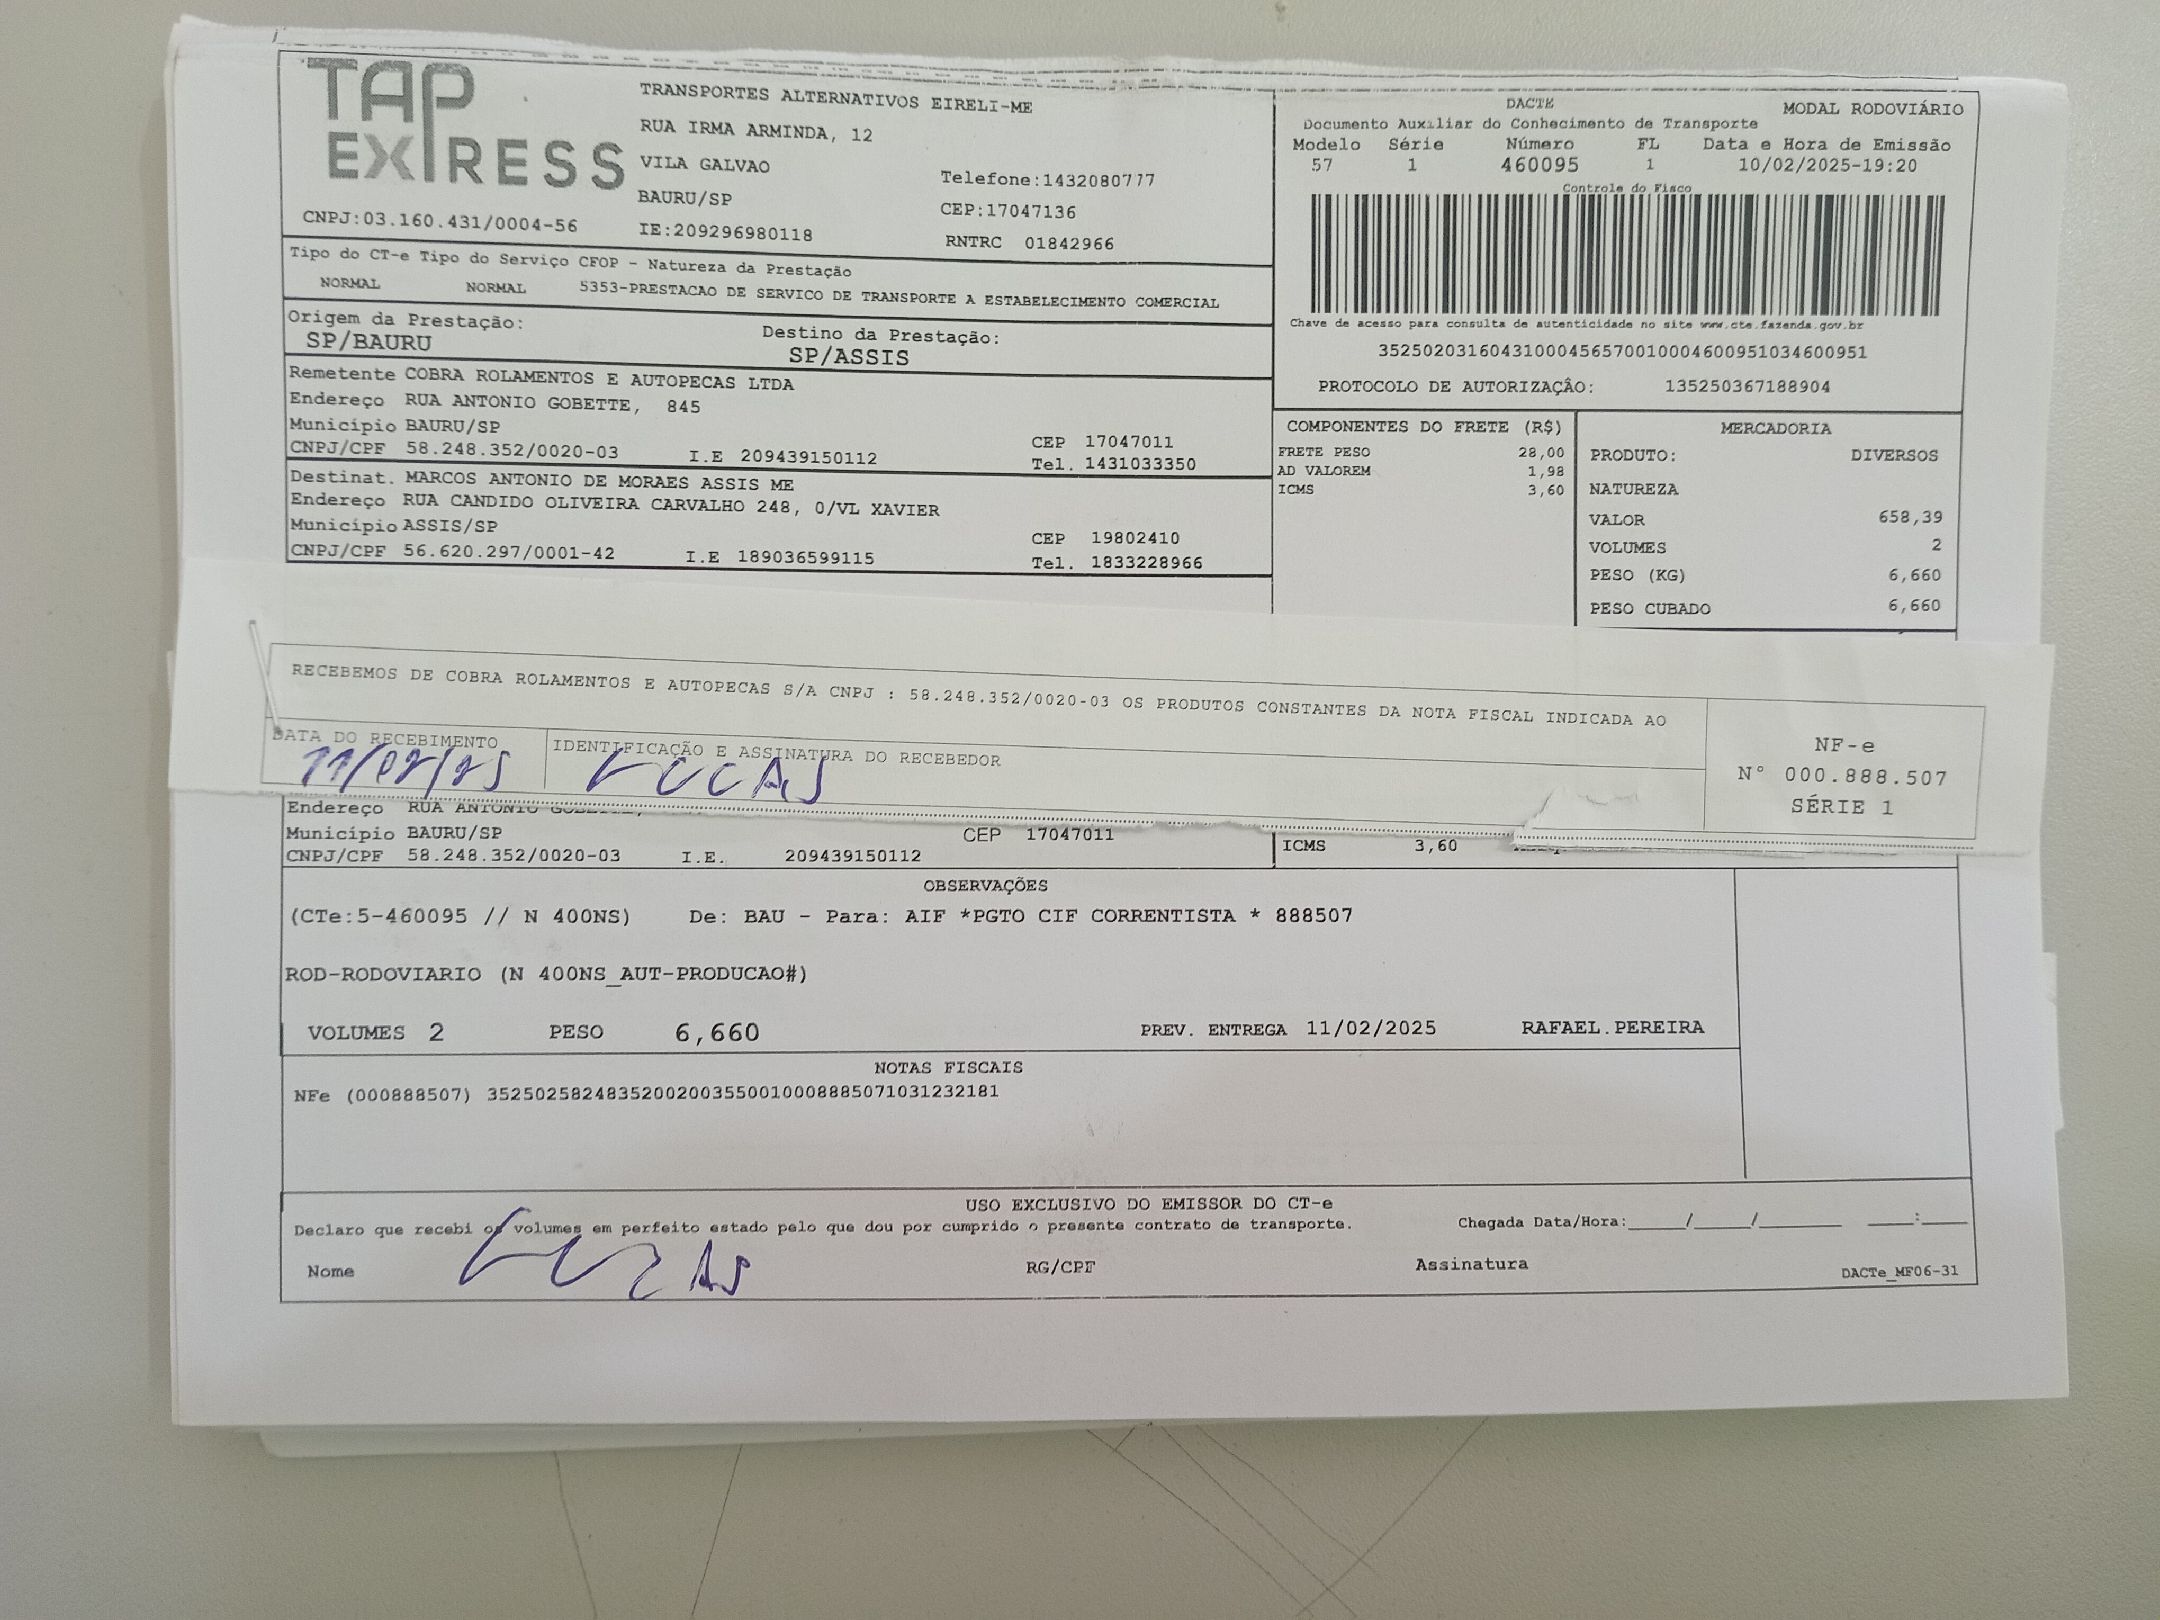 TAP
EXPRESS
TRANSPORTES ALTERNATIVOS EIRELI-ME
RUA IRMA ARMINDA, 12
VILA GALVAO
BAURU/SP
Telefone:1432080777
CEP:17047136
CNPJ:03.160.431/0004-56
IE:209296980118
RNTRC 01842966
DACTE
MODAL RODOVIÁRIO
Documento Auxiliar do Conhecimento de Transporte
Modelo Série Número FL Data e Hora de Emissão
57 1 460095 1 10/02/2025-19:20
Controle do Fisco
Chave de acesso para consulta de autenticidade no site www.cte.fazenda.gov.br
35250203160431000456570010004600951034600951
PROTOCOLO DE AUTORIZAÇÂO: 135250367188904
Tipo do CT-e Tipo do Serviço CFOP - Natureza da Prestação
NORMAL NORMAL 5353-PRESTACAO DE SERVICO DE TRANSPORTE A ESTABELECIMENTO COMERCIAL
Origem da Prestação: Destino da Prestação:
SP/BAURU SP/ASSIS
Remetente COBRA ROLAMENTOS E AUTOPECAS LTDA
Endereço RUA ANTONIO GOBETTE, 845
Município BAURU/SP CEP 17047011
CNPJ/CPF 58.248.352/0020-03 I.E 209439150112 Tel. 1431033350
Destinat. MARCOS ANTONIO DE MORAES ASSIS ME
Endereço RUA CANDIDO OLIVEIRA CARVALHO 248, 0/VL XAVIER
Município ASSIS/SP CEP 19802410
CNPJ/CPF 56.620.297/0001-42 I.E 189036599115 Tel. 1833228966
COMPONENTES DO FRETE (R$)
FRETE PESO 28,00
AD VALOREM 1,98
ICMS 3,60
MERCADORIA
PRODUTO: DIVERSOS
NATUREZA
VALOR 658,39
VOLUMES 2
PESO (KG) 6,660
PESO CUBADO 6,660
RECEBEMOS DE COBRA ROLAMENTOS E AUTOPECAS S/A CNPJ : 58.248.352/0020-03 OS PRODUTOS CONSTANTES DA NOTA FISCAL INDICADA AO
DATA DO RECEBIMENTO
11/02/25
IDENTIFICAÇÃO E ASSINATURA DO RECEBEDOR
LUCAS
NF-e
N° 000.888.507
SÉRIE 1
Endereço RUA ANTONIO GOBETTE,
Município BAURU/SP CEP 17047011
CNPJ/CPF 58.248.352/0020-03 I.E. 209439150112
ICMS 3,60
OBSERVAÇÕES
(CTe:5-460095 // N 400NS) De: BAU - Para: AIF *PGTO CIF CORRENTISTA * 888507
ROD-RODOVIARIO (N 400NS_AUT-PRODUCAO#)
VOLUMES 2 PESO 6,660 PREV. ENTREGA 11/02/2025 RAFAEL.PEREIRA
NOTAS FISCAIS
NFe (000888507) 35250258248352002003550010008885071031232181
USO EXCLUSIVO DO EMISSOR DO CT-e
Declaro que recebi os volumes em perfeito estado pelo que dou por cumprido o presente contrato de transporte. Chegada Data/Hora:_____/_____/________ ____:____
Nome LUCAS RG/CPF Assinatura
DACTe_MF06-31